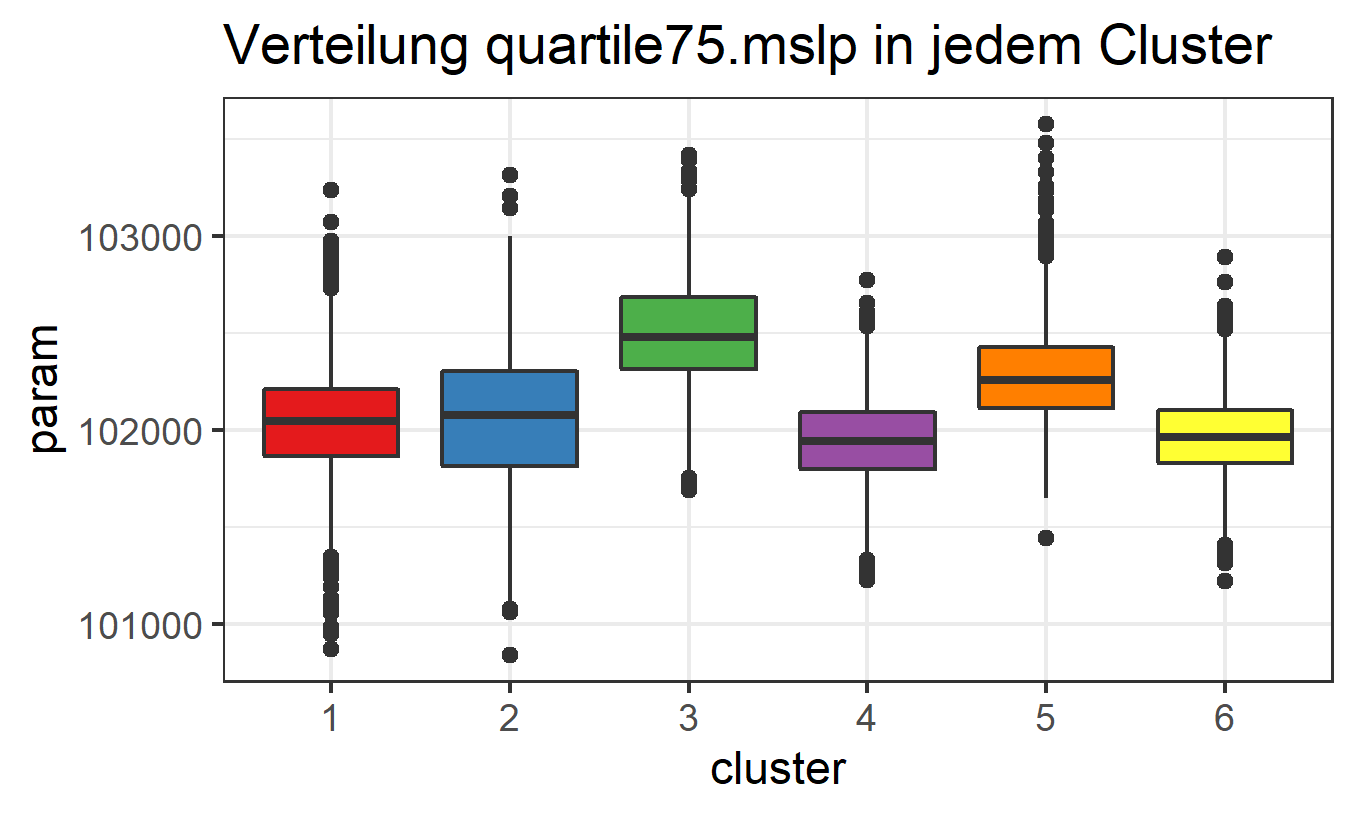 Verteilung quartile75.mslp in jedem Cluster
103000
102000
101000
param
1 2 3 4 5 6
cluster